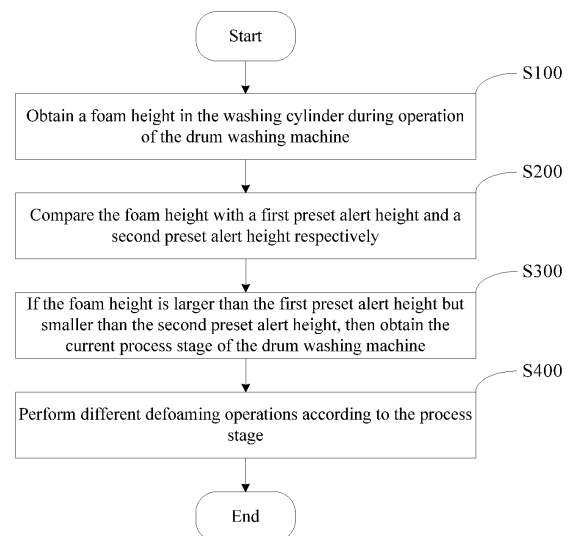 Start
S100
Obtain a foam height in the washing cylinder during operation
of the drum washing machine
S200
Compare the foam height with a first preset alert height and a
second preset alert height respectively
S300
If the foam height is larger than the first preset alert height but
smaller than the second preset alert height, then obtain the
current process stage of the drum washing machine
S400
Perform different defoaming operations according to the process
stage
End